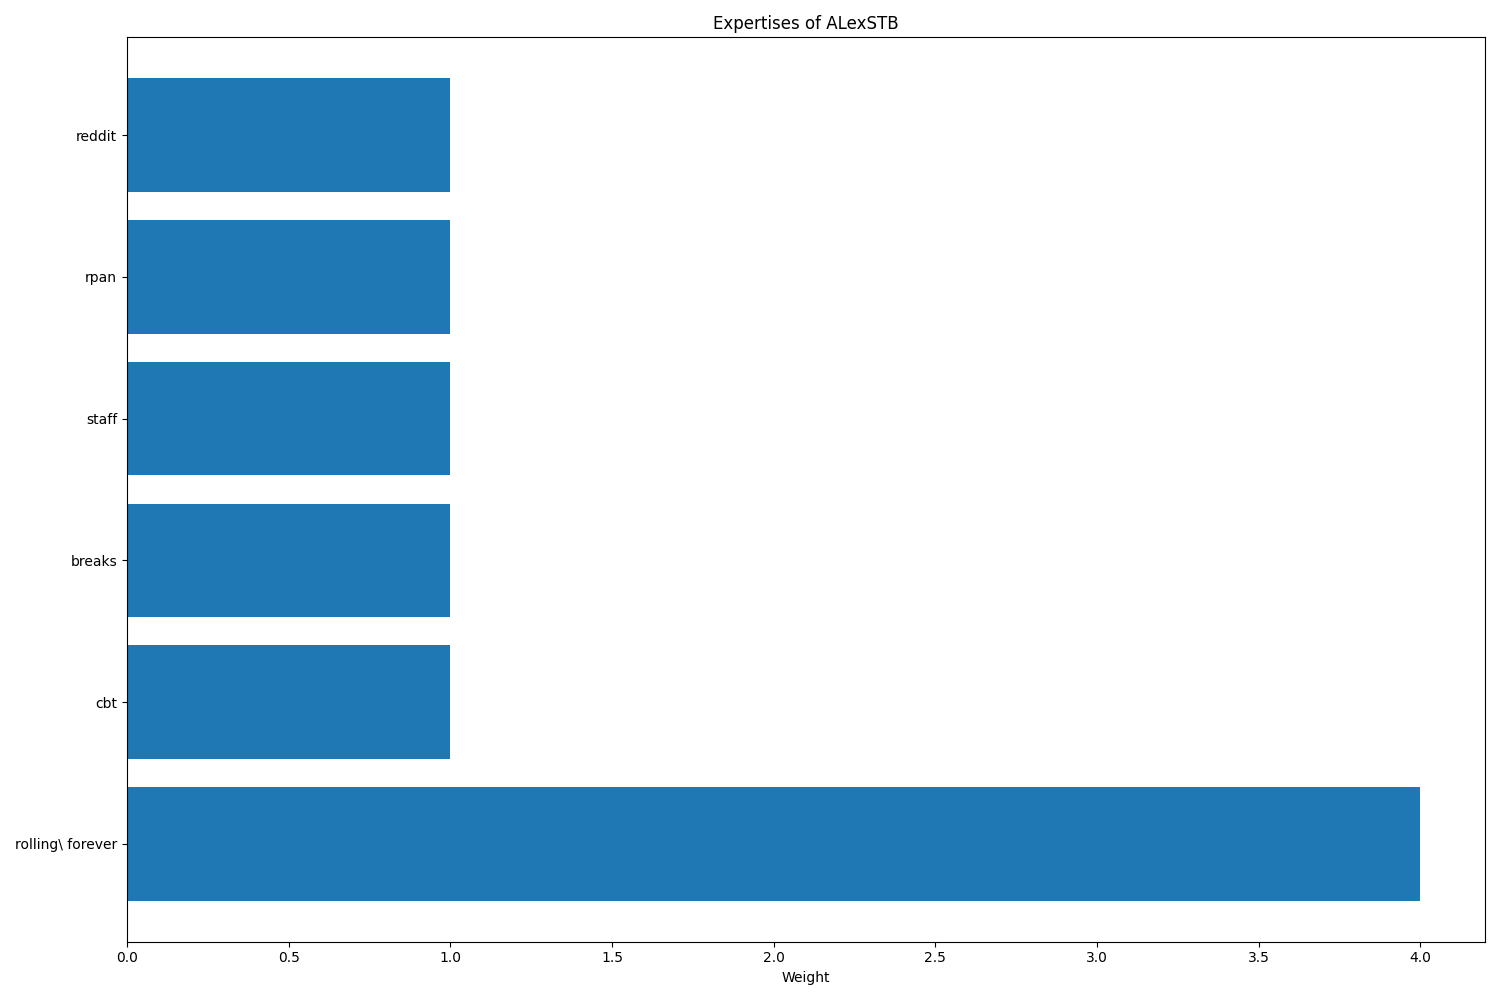 Expertises of ALexSTB
reddit
rpan
staff
breaks
cbt
rolling\ forever
0.0 0.5 1.0 1.5 2.0 2.5 3.0 3.5 4.0
Weight